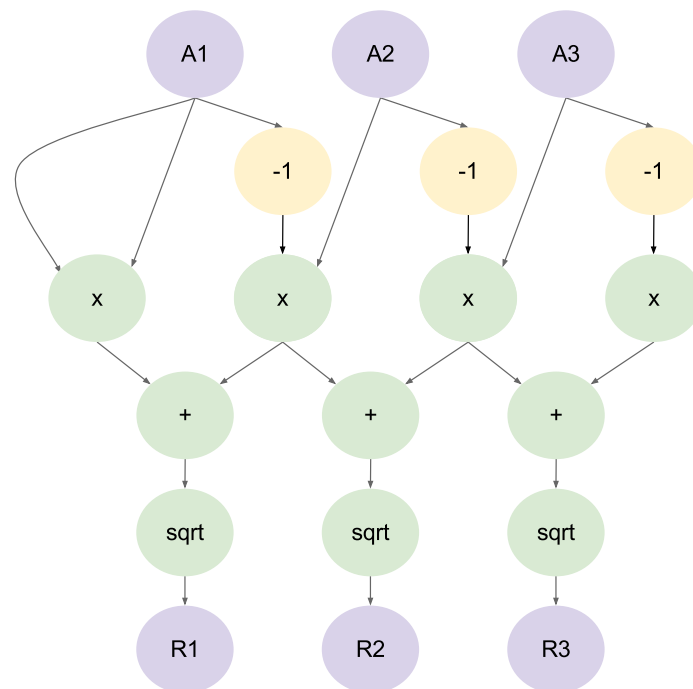 A1 A2 A3
-1 -1 -1
x x x x
+ + +
sqrt sqrt sqrt
R1 R2 R3